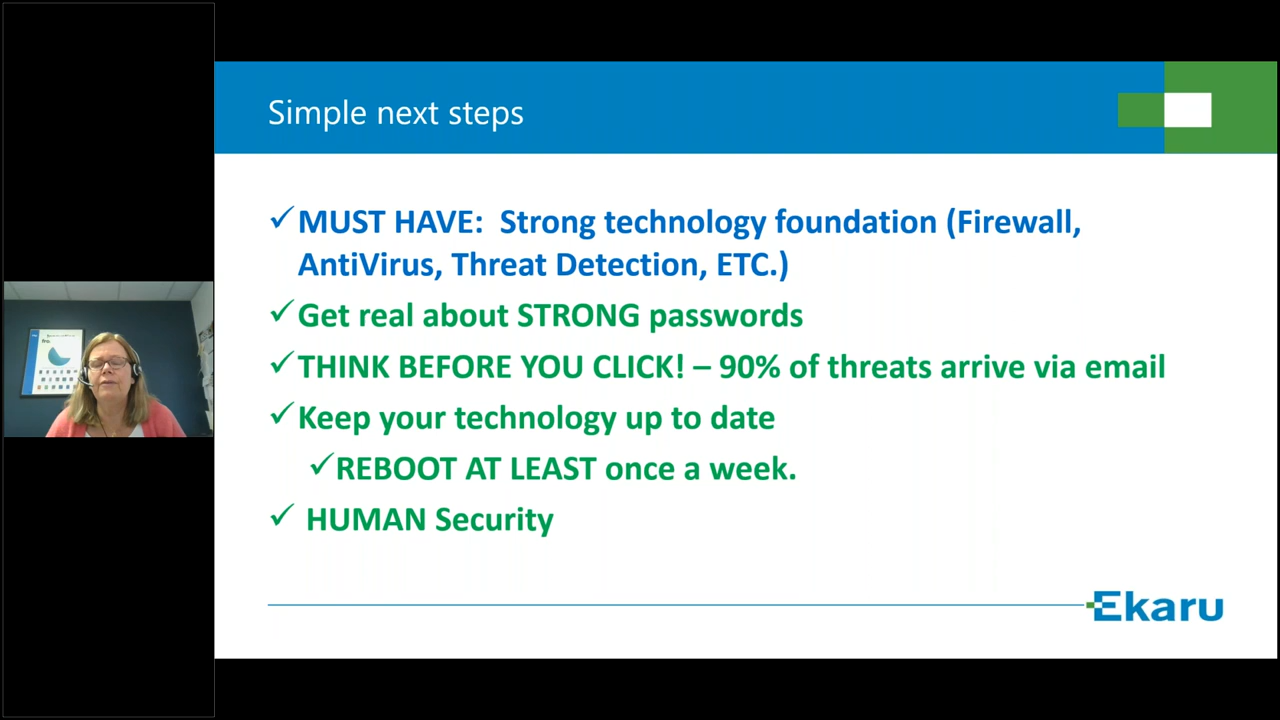 Simple next steps
✓MUST HAVE:  Strong technology foundation (Firewall,
AntiVirus, Threat Detection, ETC.)
✓Get real about STRONG passwords
✓THINK BEFORE YOU CLICK! – 90% of threats arrive via email
✓Keep your technology up to date
✓REBOOT AT LEAST once a week.
✓ HUMAN Security
Ekaru